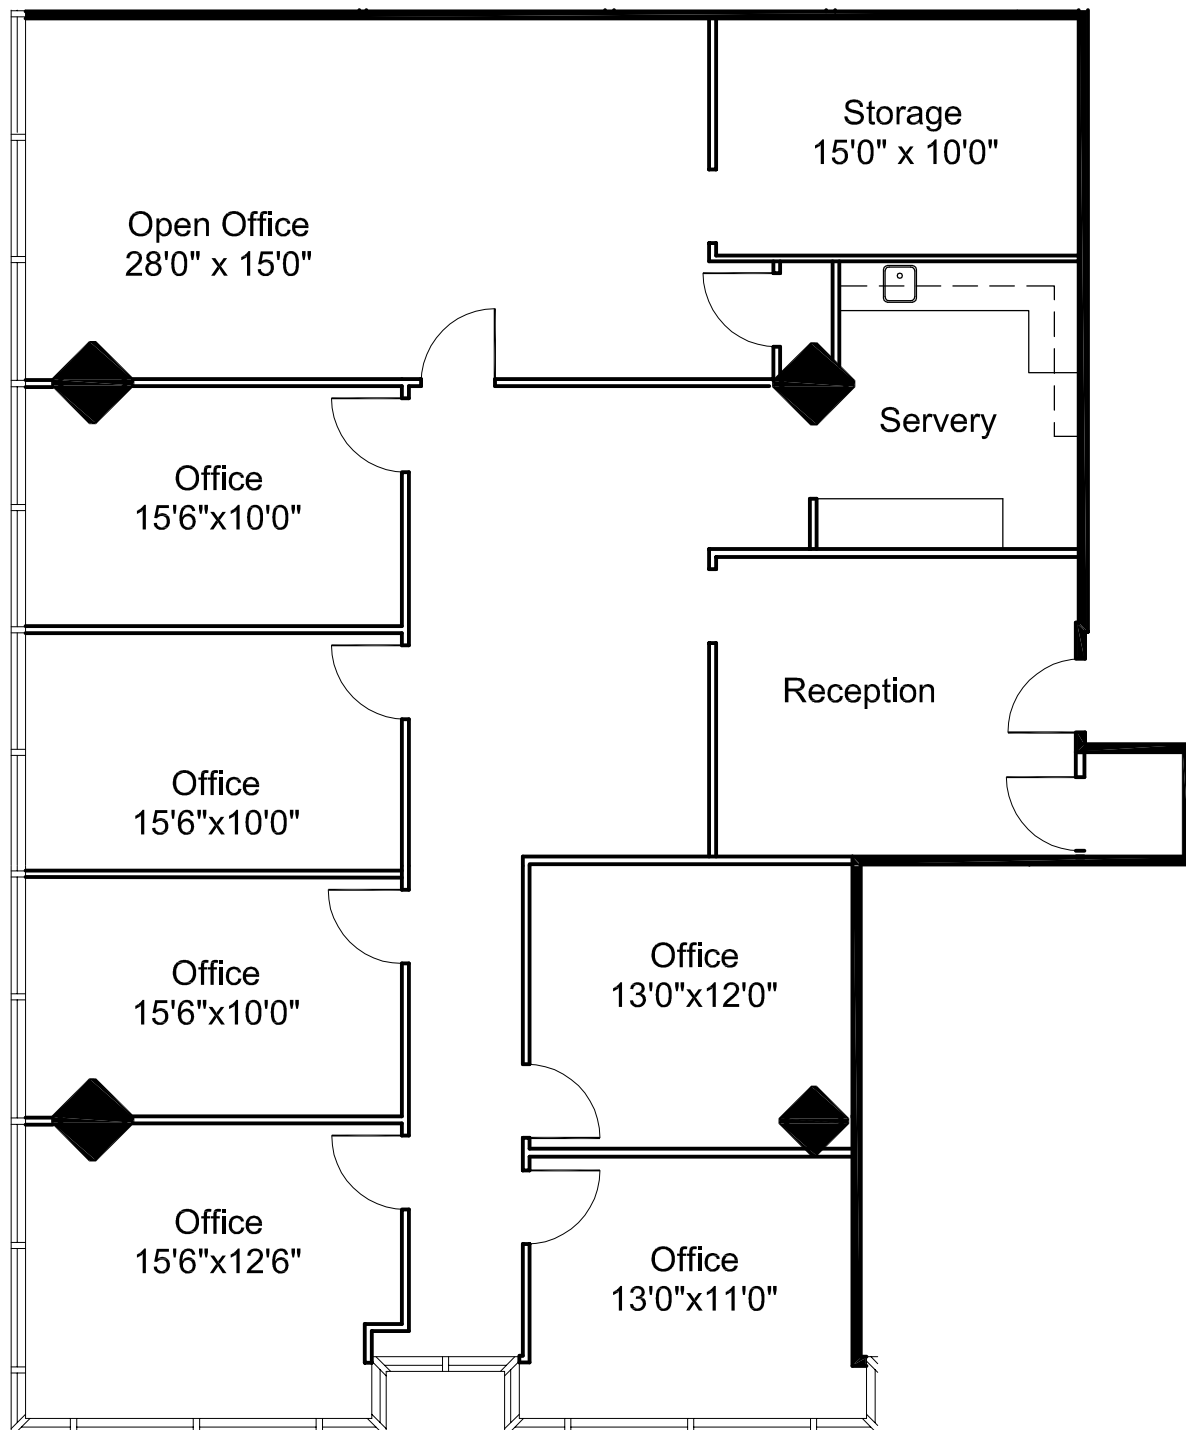 Storage
15'0" x 10'0"
Open Office
28'0" x 15'0"
Servery
Office
15'6"x10'0"
Reception
Office
15'6"x10'0"
Office
13'0"x12'0"
Office
15'6"x10'0"
Office
15'6"x12'6"
Office
13'0"x11'0"